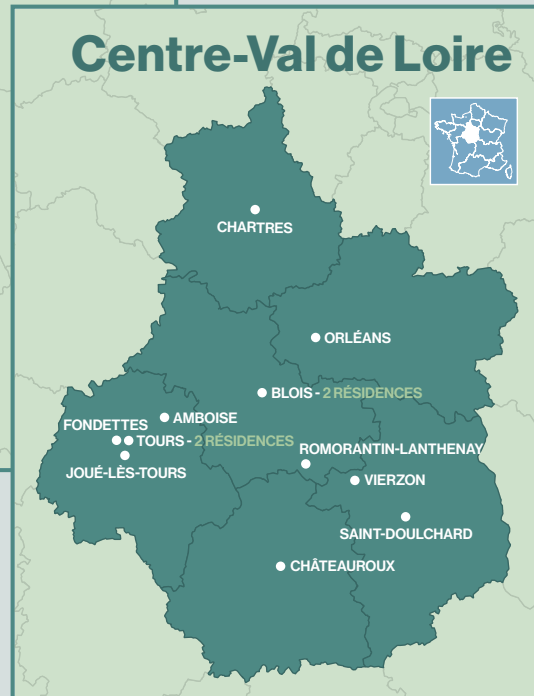 Centre-Val de Loire
CHARTRES
ORLÉANS
BLOIS - 2 RÉSIDENCES
AMBOISE
FONDETTES
TOURS - 2 RÉSIDENCES
JOUÉ-LÈS-TOURS
ROMORANTIN-LANTHENAY
VIERZON
SAINT-DOULCHARD
CHÂTEAUROUX